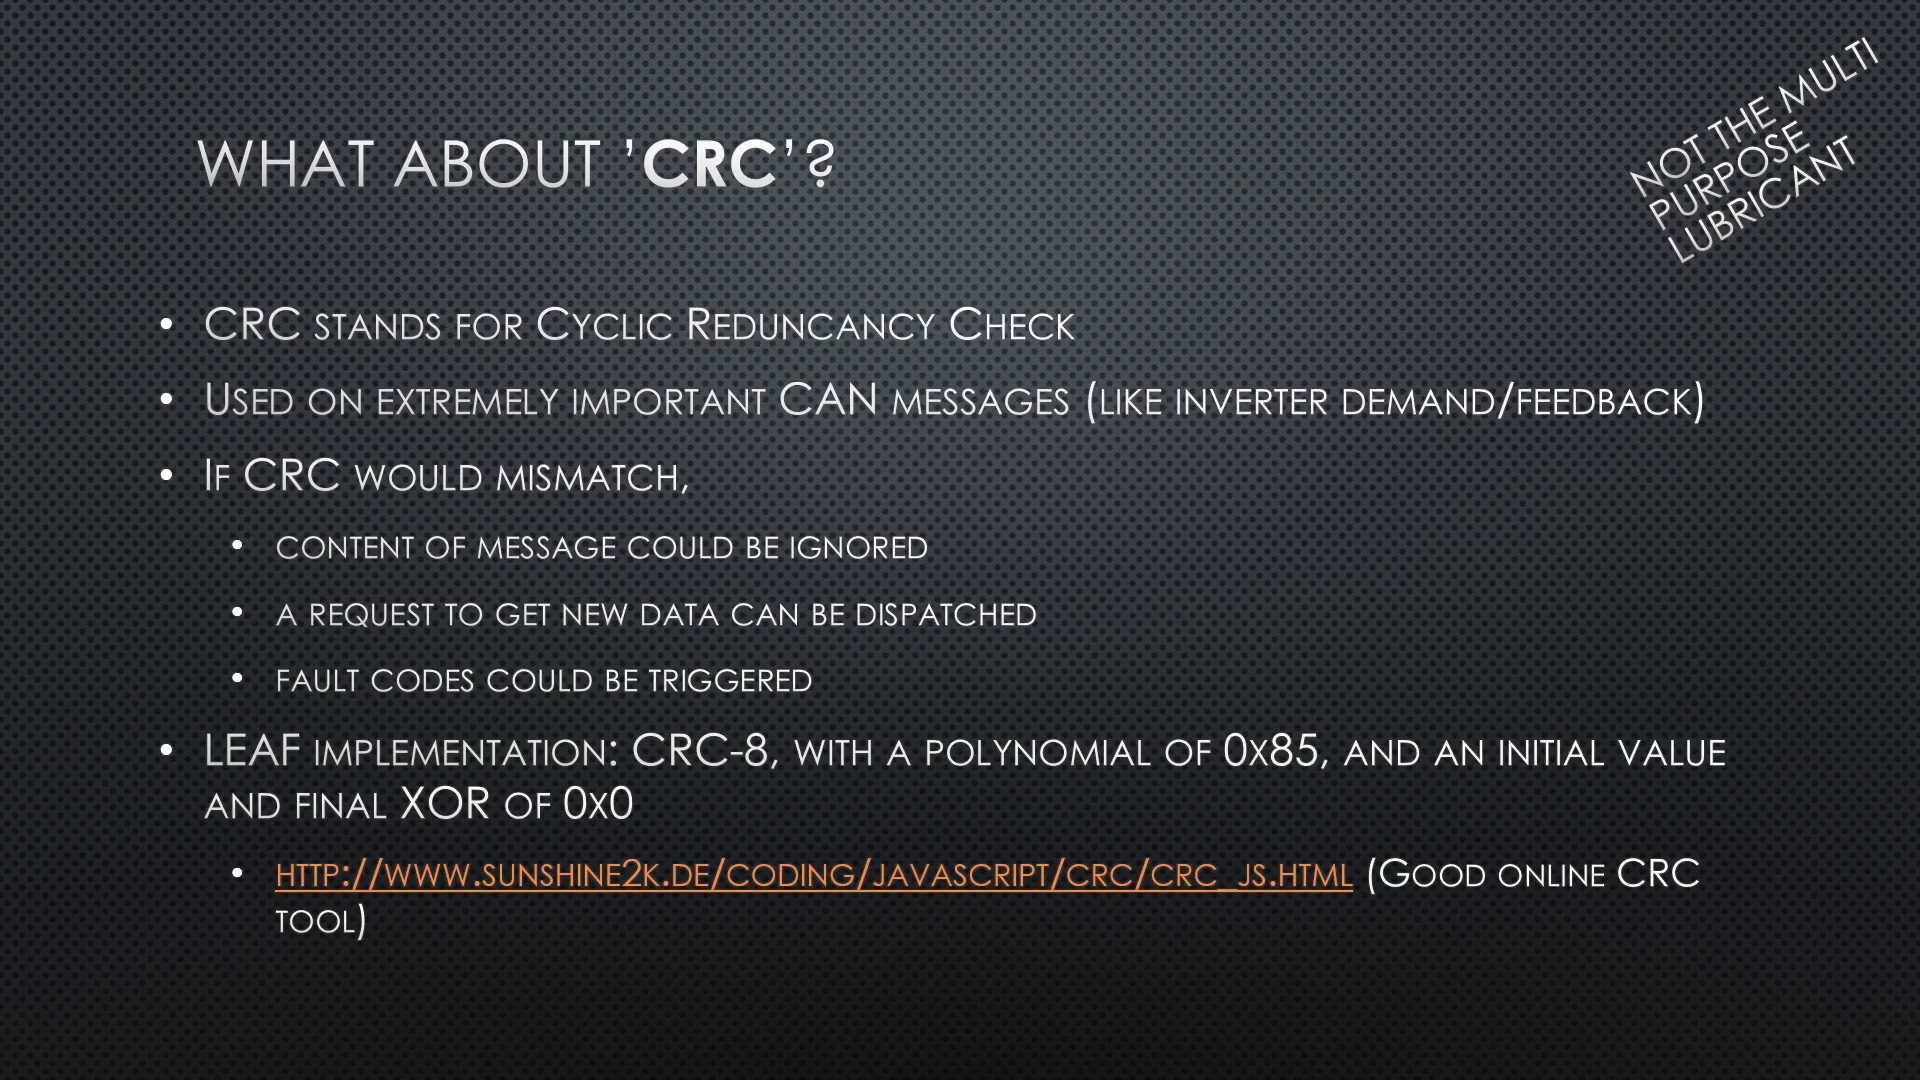 WHAT ABOUT ’CRC’?
NOT THE MULTI
PURPOSE
LUBRICANT
• CRC STANDS FOR CYCLIC REDUNCANCY CHECK
• USED ON EXTREMELY IMPORTANT CAN MESSAGES (LIKE INVERTER DEMAND/FEEDBACK)
• IF CRC WOULD MISMATCH,
• CONTENT OF MESSAGE COULD BE IGNORED
• A REQUEST TO GET NEW DATA CAN BE DISPATCHED
• FAULT CODES COULD BE TRIGGERED
• LEAF IMPLEMENTATION: CRC-8, WITH A POLYNOMIAL OF 0X85, AND AN INITIAL VALUE
AND FINAL XOR OF 0X0
• HTTP://WWW.SUNSHINE2K.DE/CODING/JAVASCRIPT/CRC/CRC_JS.HTML (GOOD ONLINE CRC
TOOL)